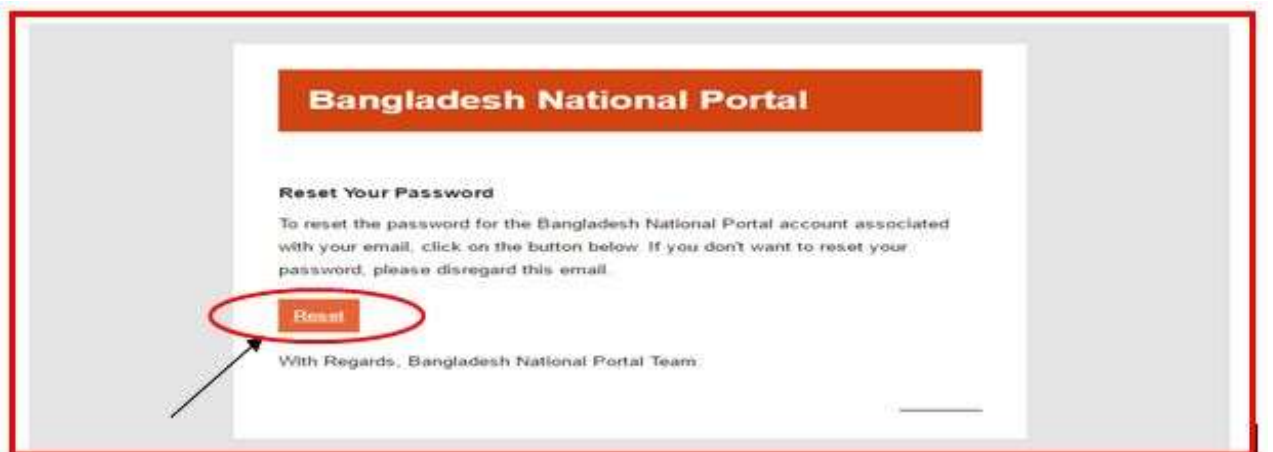 Bangladesh National Portal
Reset Your Password
To reset the password for the Bangladesh National Portal account associated
with your email, click on the button below. If you don't want to reset your
password, please disregard this email.
Reset
With Regards, Bangladesh National Portal Team